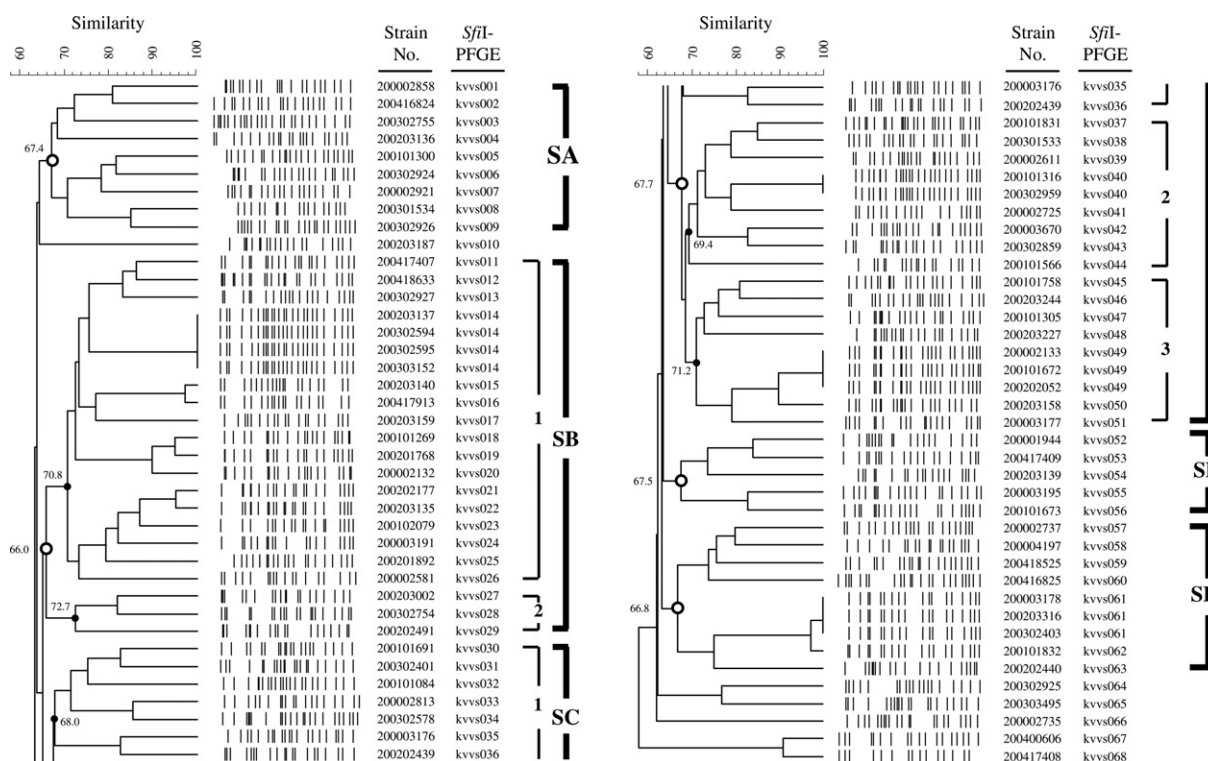 Similarity
Strain No.
SfiI-PFGE
60 70 80 90 100
200002858 kvvs001
200416824 kvvs002
200302755 kvvs003
200203136 kvvs004
67.4
200101300 kvvs005
200302924 kvvs006
200002921 kvvs007
200301534 kvvs008
200302926 kvvs009
SA
200203187 kvvs010
200417407 kvvs011
200418633 kvvs012
200302927 kvvs013
200203137 kvvs014
200302594 kvvs014
200302595 kvvs014
200303152 kvvs014
200203140 kvvs015
200417913 kvvs016
200203159 kvvs017
1
SB
200101269 kvvs018
200201768 kvvs019
200002132 kvvs020
70.8
200202177 kvvs021
200203135 kvvs022
200102079 kvvs023
200003191 kvvs024
66.0
200201892 kvvs025
200002581 kvvs026
200203002 kvvs027
72.7
200302754 kvvs028
2
200202491 kvvs029
200101691 kvvs030
200302401 kvvs031
200101084 kvvs032
200002813 kvvs033
1
SC
68.0
200302578 kvvs034
200003176 kvvs035
200202439 kvvs036
Similarity
Strain No.
SfiI-PFGE
60 70 80 90 100
200003176 kvvs035
200202439 kvvs036
200101831 kvvs037
200301533 kvvs038
200002611 kvvs039
67.7
200101316 kvvs040
200302959 kvvs040
2
200002725 kvvs041
200003670 kvvs042
69.4
200302859 kvvs043
200101566 kvvs044
200101758 kvvs045
200203244 kvvs046
200101305 kvvs047
200203227 kvvs048
200002133 kvvs049
3
71.2
200101672 kvvs049
200202052 kvvs049
200203158 kvvs050
200003177 kvvs051
200001944 kvvs052
200417409 kvvs053
67.5
200203139 kvvs054
200003195 kvvs055
200101673 kvvs056
200002737 kvvs057
200004197 kvvs058
200418525 kvvs059
200416825 kvvs060
66.8
200003178 kvvs061
200203316 kvvs061
200302403 kvvs061
200101832 kvvs062
200202440 kvvs063
200302925 kvvs064
200303495 kvvs065
200002735 kvvs066
200400606 kvvs067
200417408 kvvs068